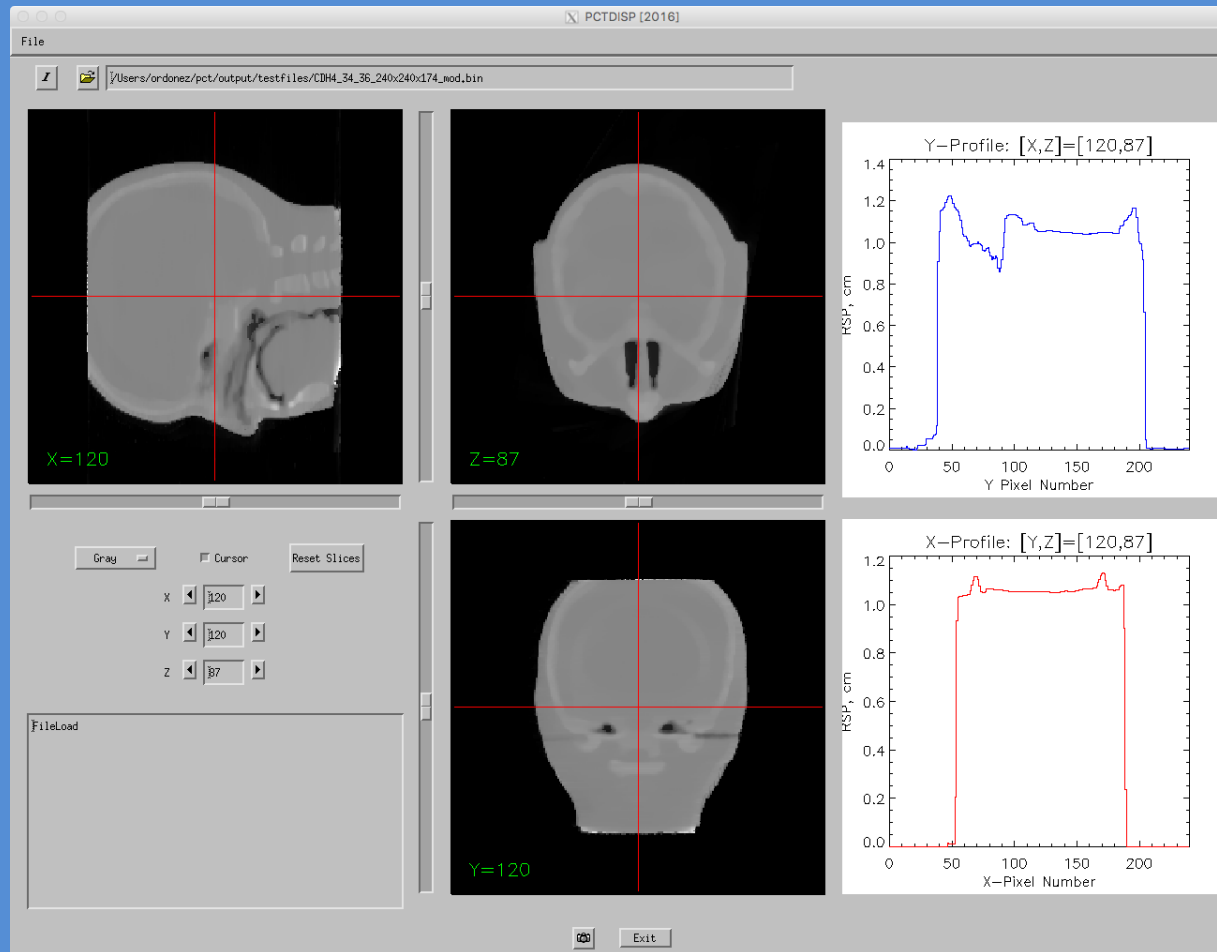 PCTDISP [2016]
File
I
/Users/ordonez/pct/output/testfiles/CDH4_34_36_240x240x174_mod.bin
X=120
Z=87
Y-Profile: [X,Z]=[120,87]
1.4
1.2
1.0
0.8
0.6
0.4
0.2
0.0
RSP, cm
0 50 100 150 200
Y Pixel Number
Gray
Cursor
Reset Slices
X 120
Y 120
Z 87
FileLoad
Y=120
X-Profile: [Y,Z]=[120,87]
1.2
1.0
0.8
0.6
0.4
0.2
0.0
RSP, cm
0 50 100 150 200
X-Pixel Number
Exit